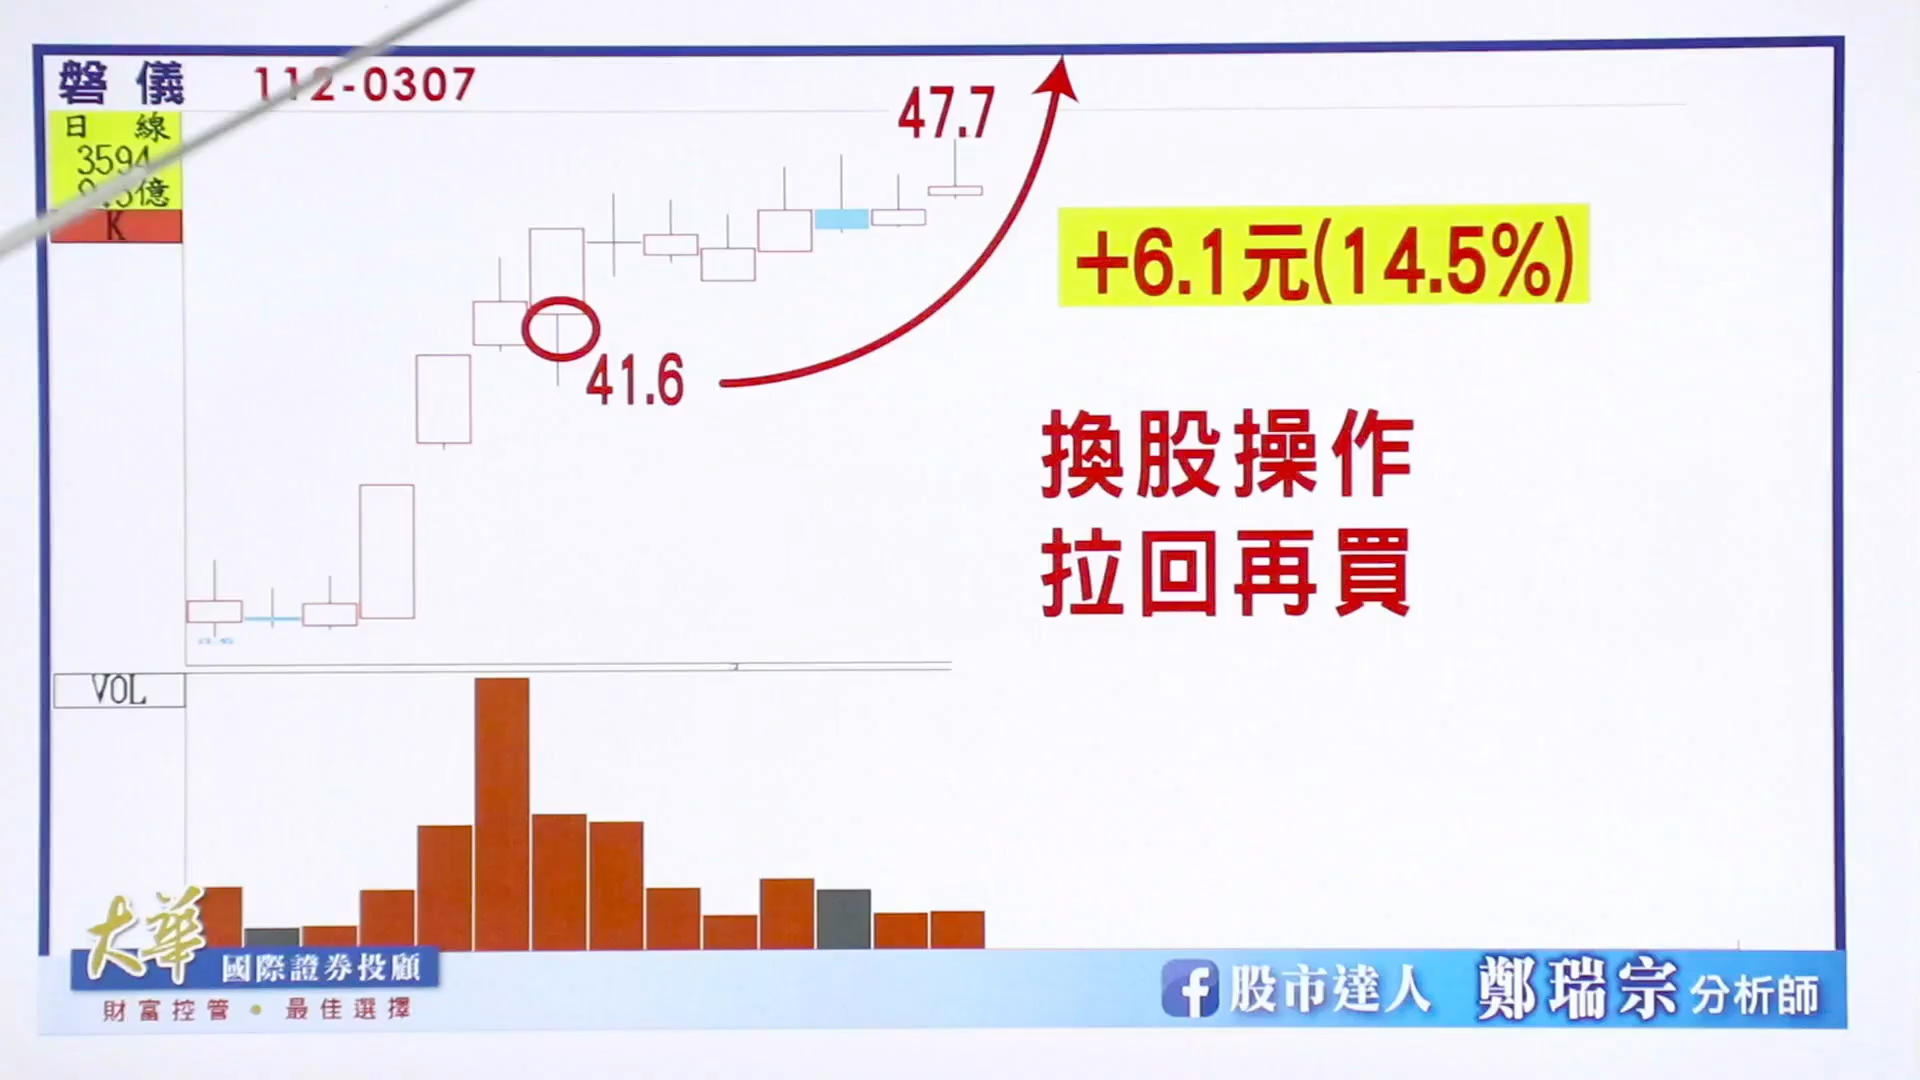 磐儀 112-0307
日 線
3594
億
K
47.7
+6.1元(14.5%)
41.6
換股操作
拉回再買
VOL
大華 國際證券投顧
財富控管 • 最佳選擇
股市達人 鄭瑞宗 分析師